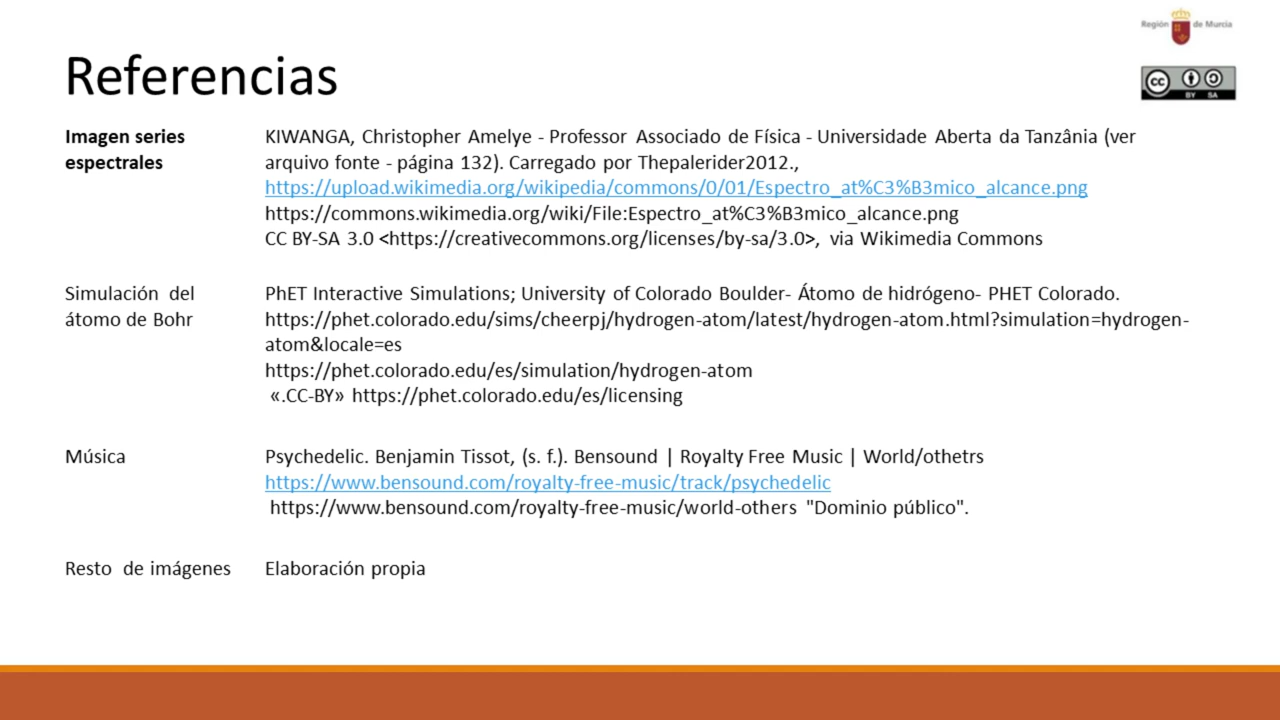 Región de Murcia
cc BY SA
Referencias
Imagen series
espectrales
KIWANGA, Christopher Amelye - Professor Associado de Física - Universidade Aberta da Tanzânia (ver
arquivo fonte - página 132). Carregado por Thepalerider2012.,
https://upload.wikimedia.org/wikipedia/commons/0/01/Espectro_at%C3%B3mico_alcance.png
https://commons.wikimedia.org/wiki/File:Espectro_at%C3%B3mico_alcance.png
CC BY-SA 3.0 <https://creativecommons.org/licenses/by-sa/3.0>, via Wikimedia Commons
Simulación del
átomo de Bohr
PhET Interactive Simulations; University of Colorado Boulder- Átomo de hidrógeno- PHET Colorado.
https://phet.colorado.edu/sims/cheerpj/hydrogen-atom/latest/hydrogen-atom.html?simulation=hydrogen-
atom&locale=es
https://phet.colorado.edu/es/simulation/hydrogen-atom
«.CC-BY» https://phet.colorado.edu/es/licensing
Música
Psychedelic. Benjamin Tissot, (s. f.). Bensound | Royalty Free Music | World/othetrs
https://www.bensound.com/royalty-free-music/track/psychedelic
https://www.bensound.com/royalty-free-music/world-others "Dominio público".
Resto de imágenes
Elaboración propia